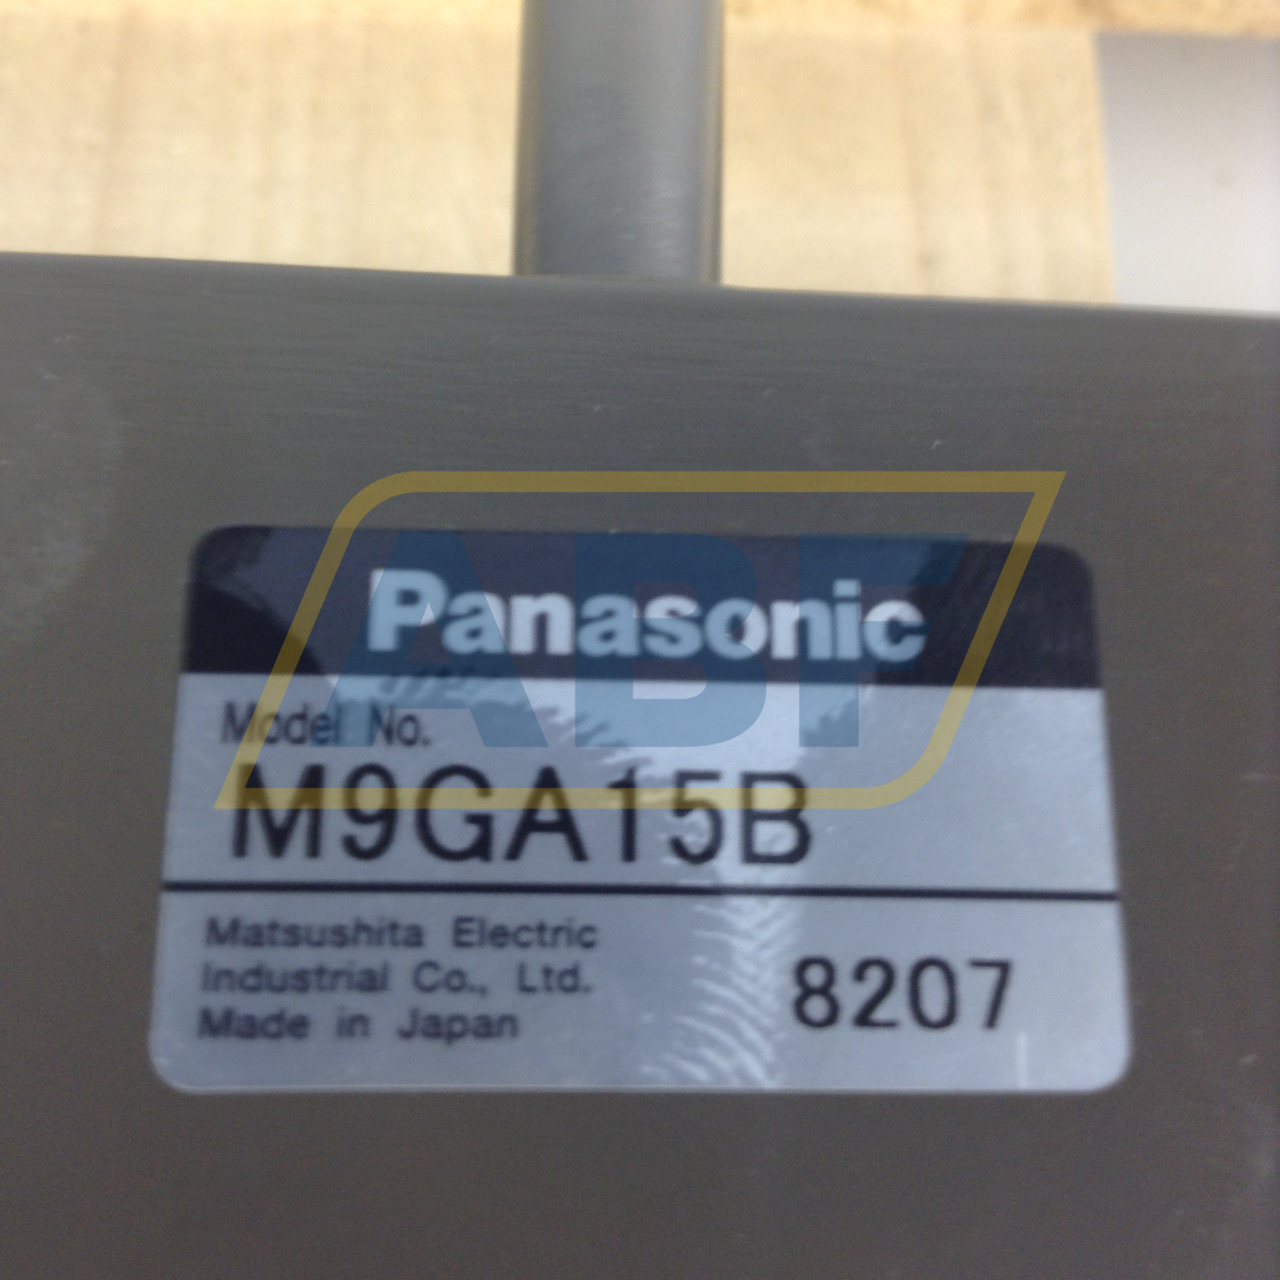 Panasonic
ABF
Model No.
M9GA15B
Matsushita Electric
Industrial Co., Ltd.
Made in Japan
8207